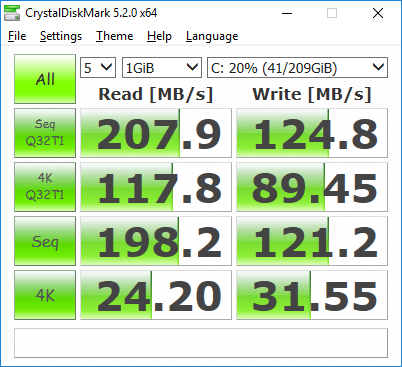 CrystalDiskMark 5.2.0 x64
File Settings Theme Help Language
All 5 1GiB C: 20% (41/209GiB)
Read [MB/s] Write [MB/s]
Seq
Q32T1 207.9 124.8
4K
Q32T1 117.8 89.45
Seq 198.2 121.2
4K 24.20 31.55